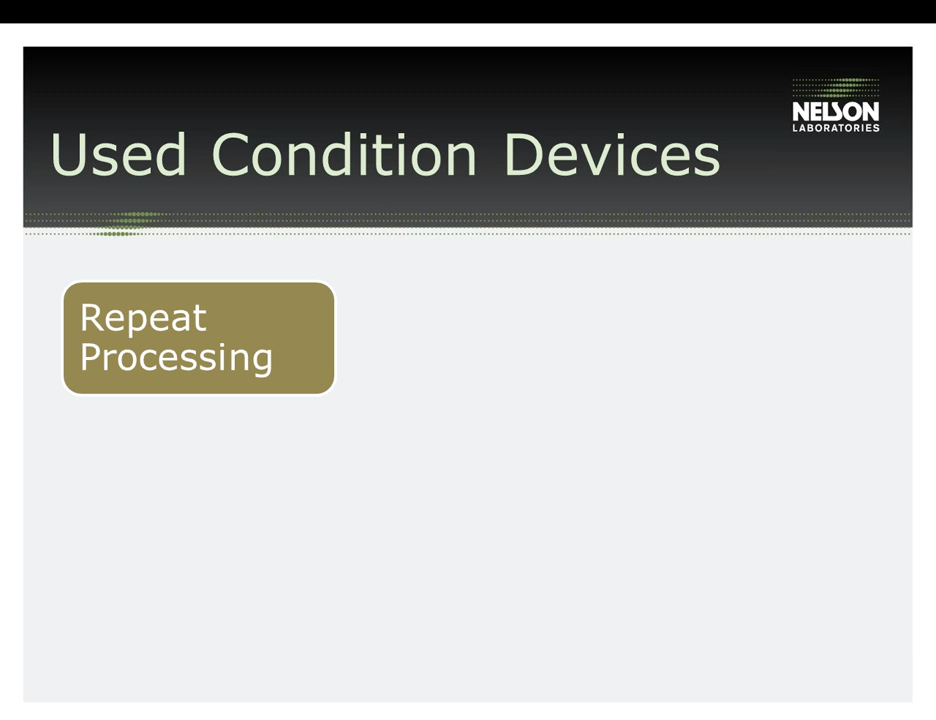 NELSON
LABORATORIES
Used Condition Devices
Repeat
Processing